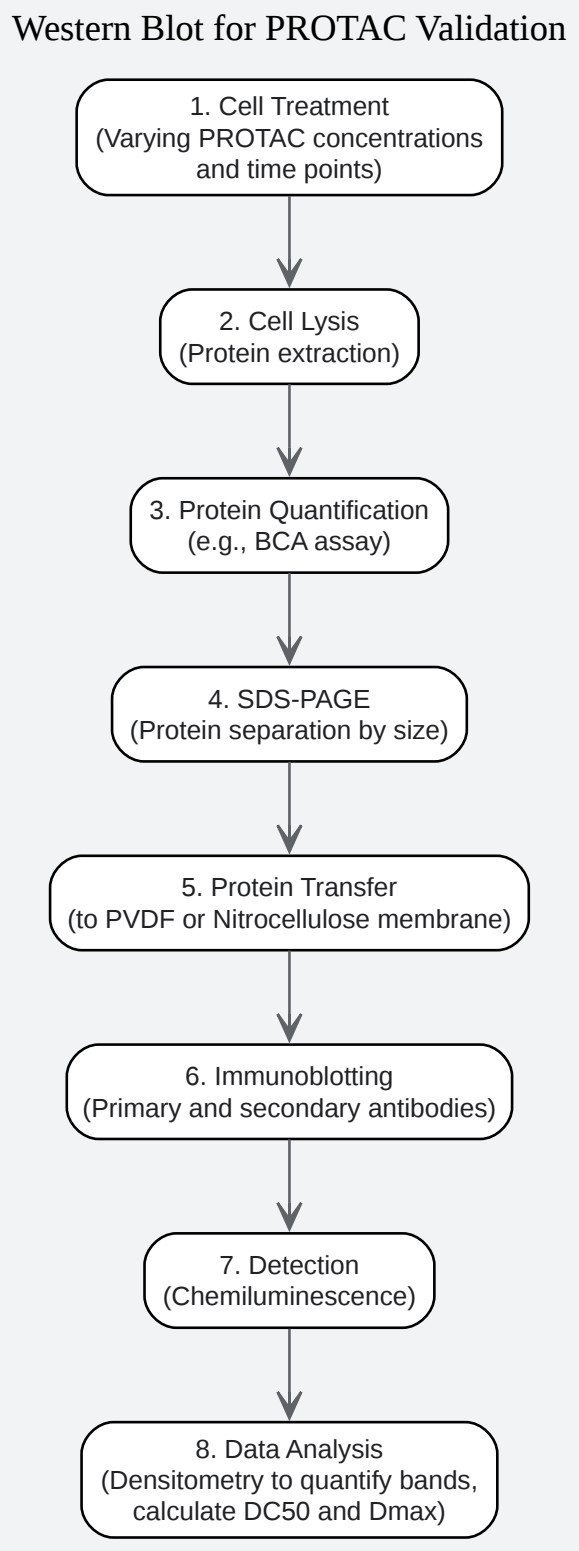 Western Blot for PROTAC Validation
1. Cell Treatment
(Varying PROTAC concentrations
and time points)
2. Cell Lysis
(Protein extraction)
3. Protein Quantification
(e.g., BCA assay)
4. SDS-PAGE
(Protein separation by size)
5. Protein Transfer
(to PVDF or Nitrocellulose membrane)
6. Immunoblotting
(Primary and secondary antibodies)
7. Detection
(Chemiluminescence)
8. Data Analysis
(Densitometry to quantify bands,
calculate DC50 and Dmax)